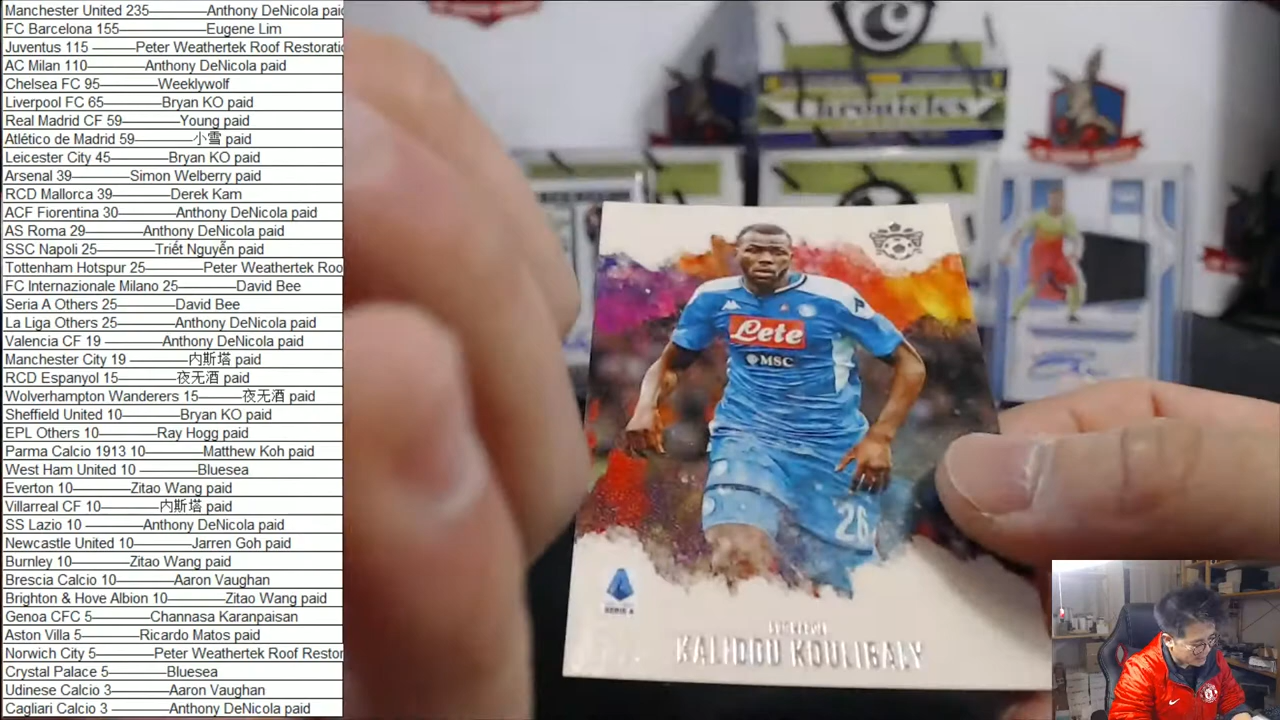 Manchester United 235———Anthony DeNicola paid
FC Barcelona 155———Eugene Lim
Juventus 115 ———Peter Weathertek Roof Restoratio
AC Milan 110———Anthony DeNicola paid
Chelsea FC 95———Weeklywolf
Liverpool FC 65———Bryan KO paid
Real Madrid CF 59———Young paid
Atlético de Madrid 59———小雪 paid
Leicester City 45———Bryan KO paid
Arsenal 39———Simon Welberry paid
RCD Mallorca 39———Derek Kam
ACF Fiorentina 30———Anthony DeNicola paid
AS Roma 29———Anthony DeNicola paid
SSC Napoli 25———Triết Nguyễn paid
Tottenham Hotspur 25———Peter Weathertek Roo
FC Internazionale Milano 25———David Bee
Seria A Others 25———David Bee
La Liga Others 25———Anthony DeNicola paid
Valencia CF 19 ———Anthony DeNicola paid
Manchester City 19 ———内斯塔 paid
RCD Espanyol 15———夜无酒 paid
Wolverhampton Wanderers 15———夜无酒 paid
Sheffield United 10———Bryan KO paid
EPL Others 10———Ray Hogg paid
Parma Calcio 1913 10———Matthew Koh paid
West Ham United 10 ———Bluesea
Everton 10———Zitao Wang paid
Villarreal CF 10———内斯塔 paid
SS Lazio 10 ———Anthony DeNicola paid
Newcastle United 10———Jarren Goh paid
Burnley 10———Zitao Wang paid
Brescia Calcio 10———Aaron Vaughan
Brighton & Hove Albion 10———Zitao Wang paid
Genoa CFC 5———Channasa Karanpaisan
Aston Villa 5———Ricardo Matos paid
Norwich City 5———Peter Weathertek Roof Restor
Crystal Palace 5———Bluesea
Udinese Calcio 3———Aaron Vaughan
Cagliari Calcio 3———Anthony DeNicola paid
Chronicles
Lete
MSC
26
SERIE A
KALIDOU KOULIBALY